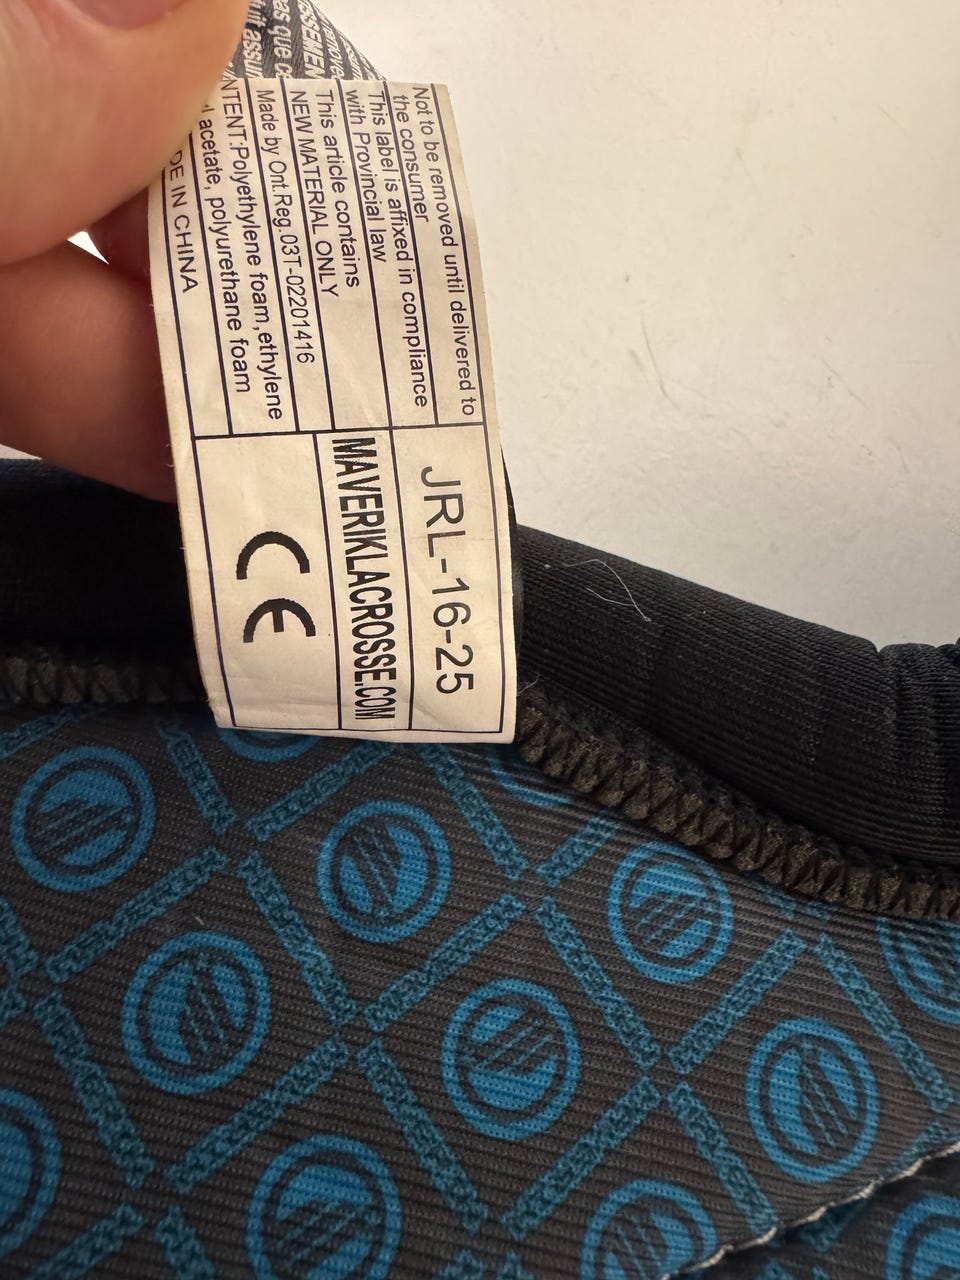 Not to be removed until delivered to
the consumer
This label is affixed in compliance
with Provincial law
This article contains
NEW MATERIAL ONLY
Made by Ont.Reg.03T-02201416
NTENT:Polyethylene foam,ethylene
l acetate, polyurethane foam
DE IN CHINA
JRL-16-25
MAVERIKLACROSSE.COM
CE